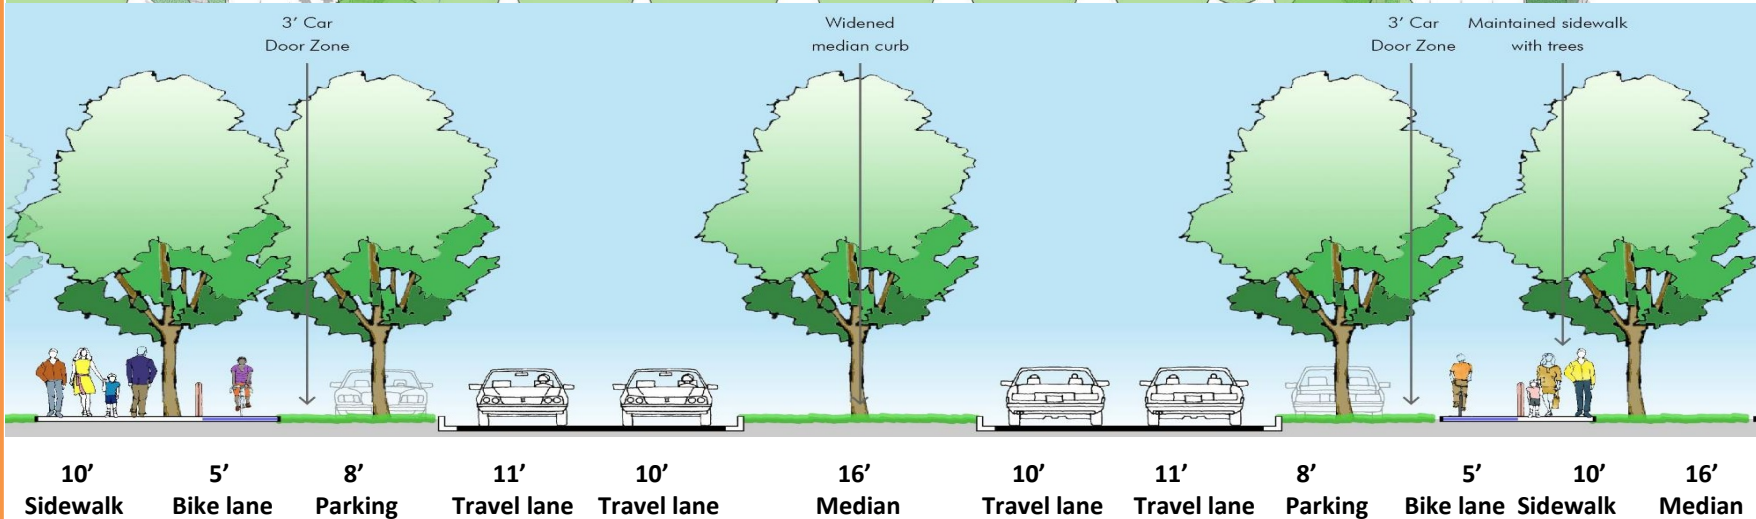 3’ Car
Door Zone
Widened
median curb
3’ Car
Door Zone
Maintained sidewalk
with trees
10’ 5’ 8’ 11’ 10’ 16’ 10’ 11’ 8’ 5’ 10’ 16’
Sidewalk Bike lane Parking Travel lane Travel lane Median Travel lane Travel lane Parking Bike lane Sidewalk Median